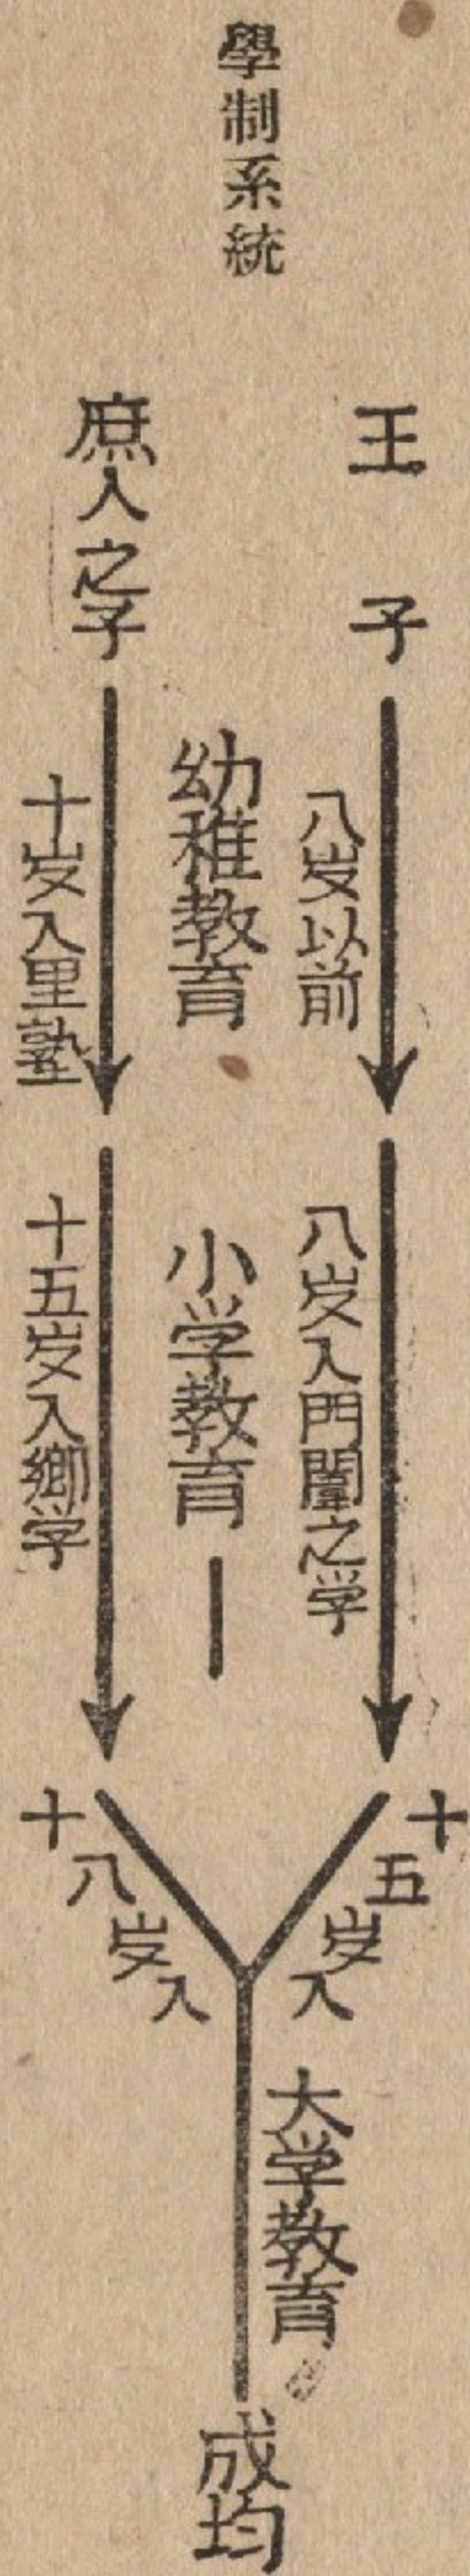 學制系統
王子
八岁以前
八岁入門闈之学
十五岁入
幼稚教育
小学教育
大学教育
成均
庶人之子
十岁入里塾
十五岁入鄉学
十八岁入